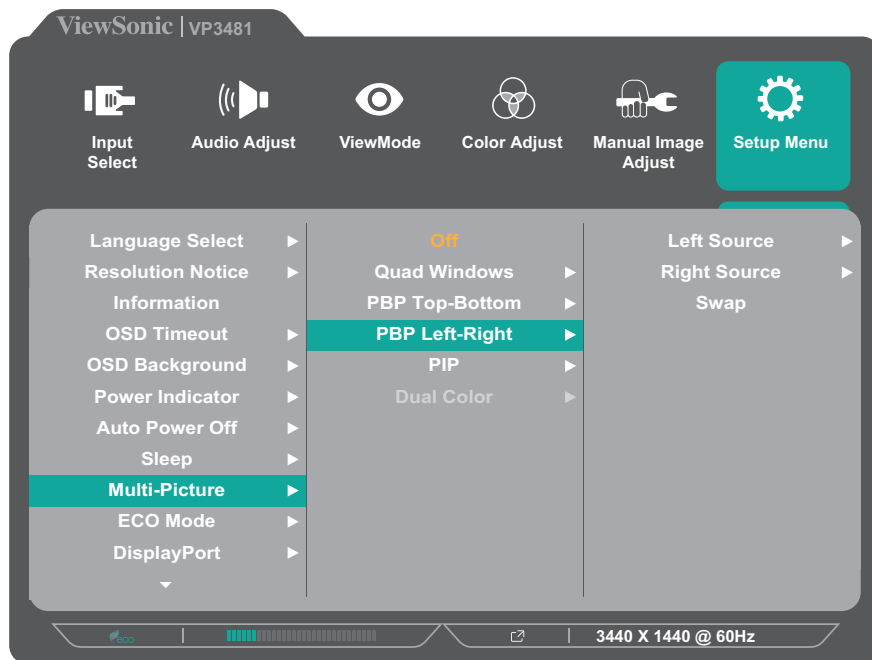 ViewSonic | VP3481
Input Select
Audio Adjust
ViewMode
Color Adjust
Manual Image Adjust
Setup Menu
Language Select
Resolution Notice
Information
OSD Timeout
OSD Background
Power Indicator
Auto Power Off
Sleep
Multi-Picture
ECO Mode
DisplayPort
Off
Quad Windows
PBP Top-Bottom
PBP Left-Right
PIP
Dual Color
Left Source
Right Source
Swap
eco
3440 X 1440 @ 60Hz